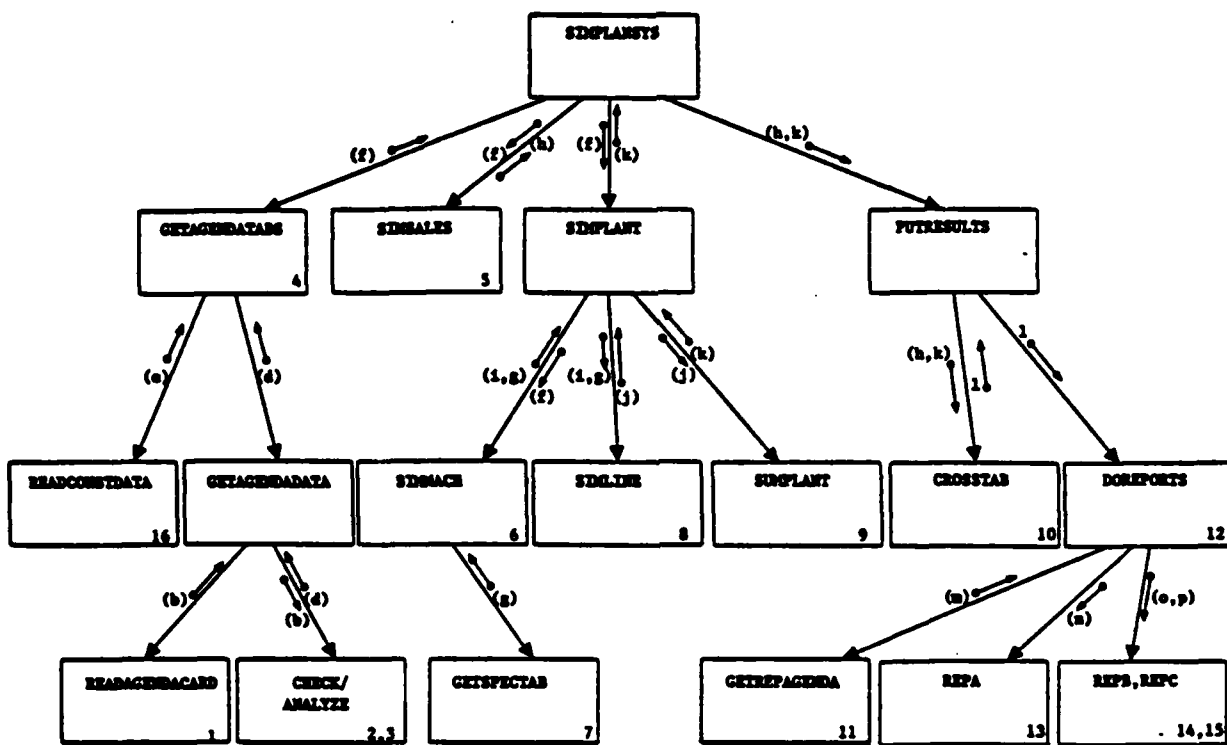 SIMPLANSYS
(h,k)
(f) (f) (h) (f) (k)
GETAGENDATABS SIMSALES SIMPLANT PUTRESULTS
4 5
(e) (d) (i,g) (f) (i,g) (j) (k) (j) (h,k) 1 1
READCONSTDATA GETAGENDADATA SIMMACH SIMLINE SUMPLANT CROSSTAB DOREPORTS
16 6 8 9 10 12
(b) (d) (b) (g) (m) (n) (o,p)
READAGENDACARD CHECK/ GETSPECTAB GETREPAGENDA REPA REPB,REPC
ANALYZE
1 2,3 7 11 13 14,15